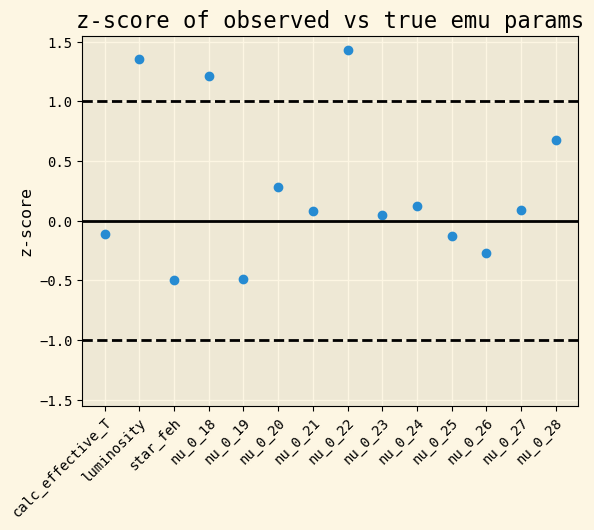 z-score of observed vs true emu params
z-score
1.5
1.0
0.5
0.0
−0.5
−1.0
−1.5
calc_effective_T
luminosity
star_feh
nu_0_18
nu_0_19
nu_0_20
nu_0_21
nu_0_22
nu_0_23
nu_0_24
nu_0_25
nu_0_26
nu_0_27
nu_0_28